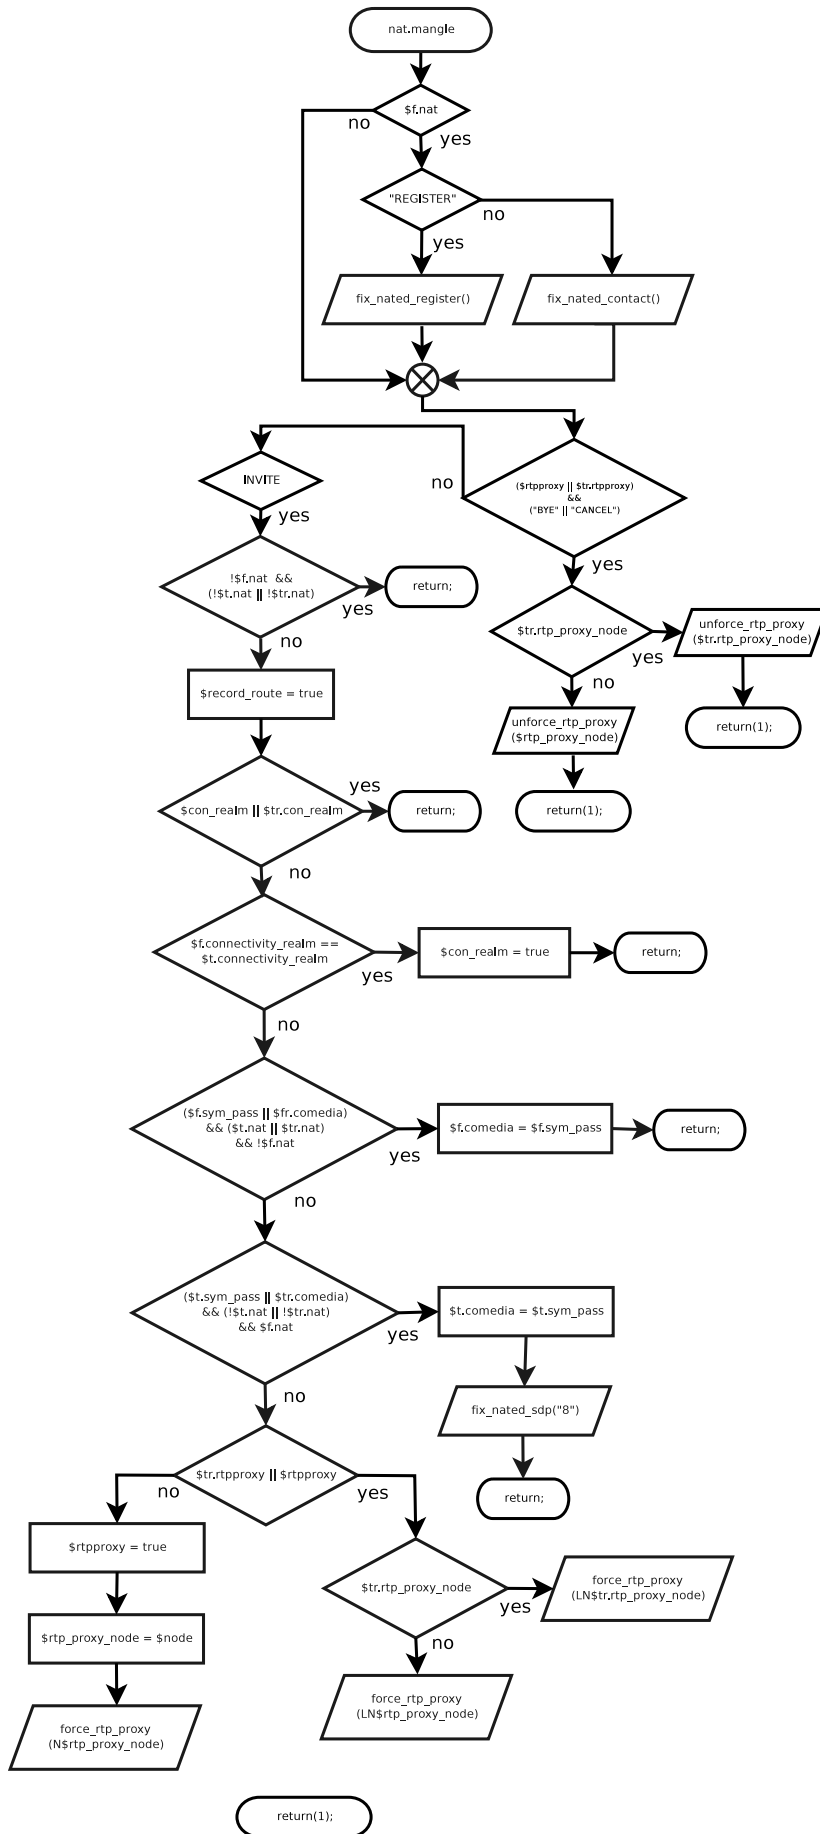 nat.mangle
$f.nat
no
yes
"REGISTER"
no
yes
fix_nated_register()
fix_nated_contact()
($rtpproxy || $tr.rtpproxy)
&&
("BYE" || "CANCEL")
no
yes
INVITE
yes
!$f.nat &&
(!$t.nat || !$tr.nat)
yes
return;
no
$tr.rtp_proxy_node
yes
unforce_rtp_proxy
($tr.rtp_proxy_node)
return(1);
no
unforce_rtp_proxy
($rtp_proxy_node)
return(1);
$record_route = true
$con_realm || $tr.con_realm
yes
return;
no
$f.connectivity_realm ==
$t.connectivity_realm
yes
$con_realm = true
return;
no
($f.sym_pass || $fr.comedia)
&& ($t.nat || $tr.nat)
&& !$f.nat
yes
$f.comedia = $f.sym_pass
return;
no
($t.sym_pass || $tr.comedia)
&& (!$t.nat || !$tr.nat)
&& $f.nat
yes
$t.comedia = $t.sym_pass
fix_nated_sdp("8")
return;
no
$tr.rtpproxy || $rtpproxy
no
yes
$rtpproxy = true
$rtp_proxy_node = $node
force_rtp_proxy
(N$rtp_proxy_node)
$tr.rtp_proxy_node
yes
force_rtp_proxy
(LN$tr.rtp_proxy_node)
no
force_rtp_proxy
(LN$rtp_proxy_node)
return(1);